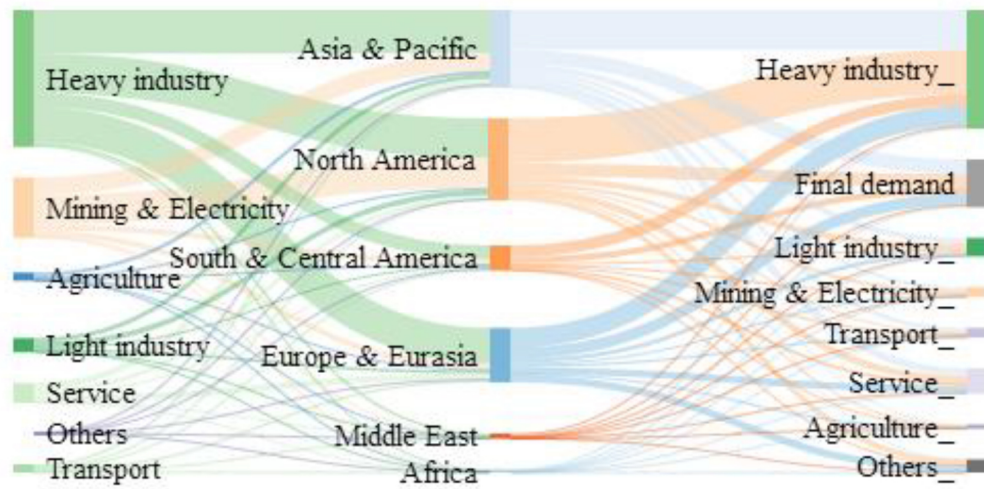 Heavy industry
Mining & Electricity
Agriculture
Light industry
Service
Others
Transport
Asia & Pacific
North America
South & Central America
Europe & Eurasia
Middle East
Africa
Heavy industry_
Final demand
Light industry_
Mining & Electricity_
Transport_
Service_
Agriculture_
Others_